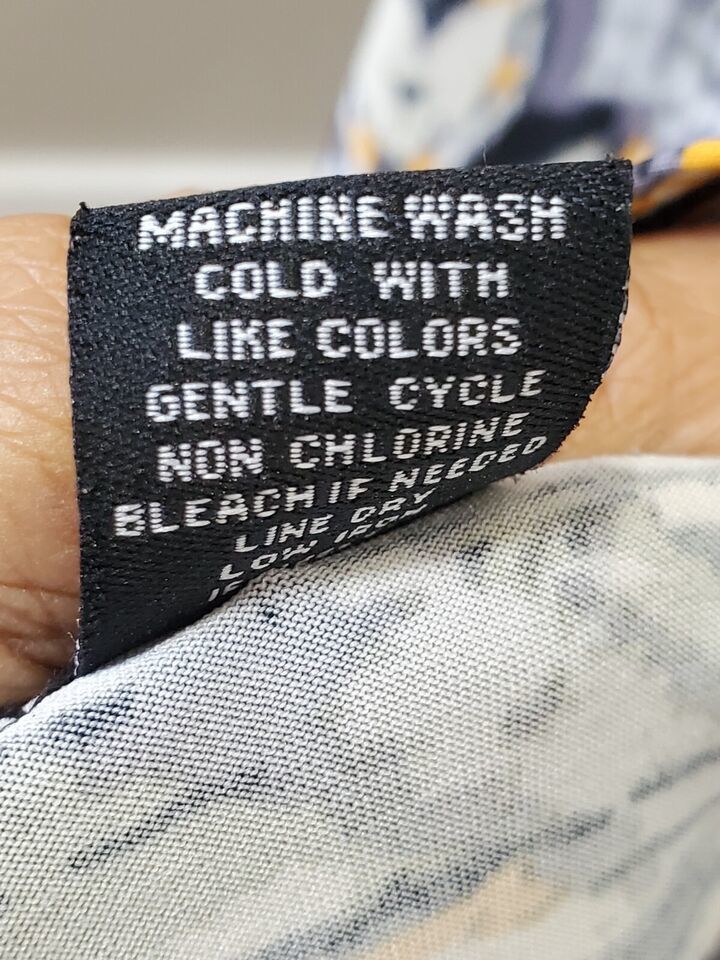 MACHINE WASH
COLD WITH
LIKE COLORS
GENTLE CYCLE
NON CHLORINE
BLEACH IF NEEDED
LINE DRY
LOW IRON